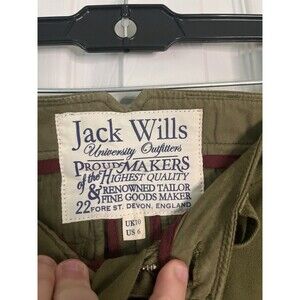 Jack Wills
University Outfitters
PROUD MAKERS
of the HIGHEST QUALITY
& RENOWNED TAILOR
FINE GOODS MAKER
22 FORE ST. DEVON, ENGLAND
UK10
US 6